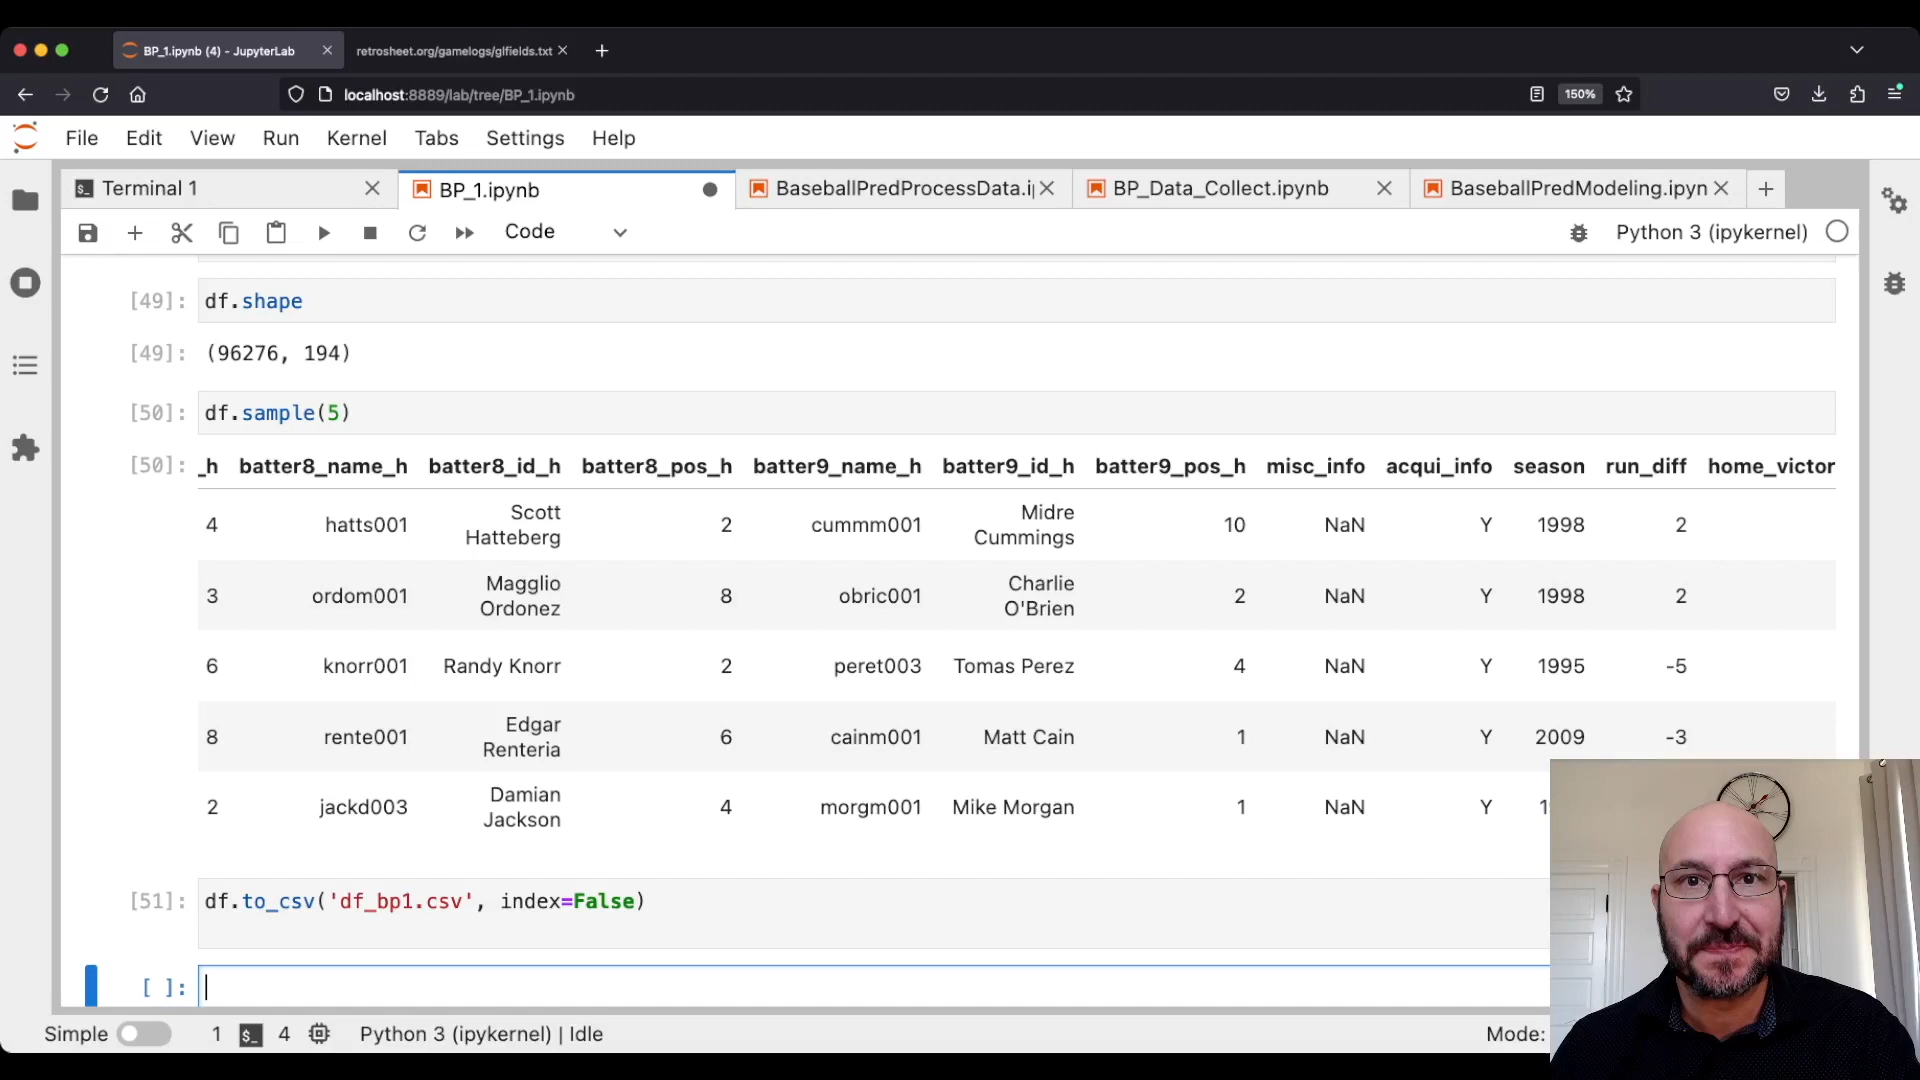 BP_1.ipynb (4) - JupyterLab
retrosheet.org/gamelogs/glfields.txt
localhost:8889/lab/tree/BP_1.ipynb
150%
File Edit View Run Kernel Tabs Settings Help
Terminal 1
BP_1.ipynb
BaseballPredProcessData.i
BP_Data_Collect.ipynb
BaseballPredModeling.ipyn
Code
Python 3 (ipykernel)
[49]: df.shape
[49]: (96276, 194)
[50]: df.sample(5)
[50]: _h batter8_name_h batter8_id_h batter8_pos_h batter9_name_h batter9_id_h batter9_pos_h misc_info acqui_info season run_diff home_victor
4 hatts001 Scott Hatteberg 2 cummm001 Midre Cummings 10 NaN Y 1998 2
3 ordom001 Magglio Ordonez 8 obric001 Charlie O'Brien 2 NaN Y 1998 2
6 knorr001 Randy Knorr 2 peret003 Tomas Perez 4 NaN Y 1995 -5
8 rente001 Edgar Renteria 6 cainm001 Matt Cain 1 NaN Y 2009 -3
2 jackd003 Damian Jackson 4 morgm001 Mike Morgan 1 NaN Y
[51]: df.to_csv('df_bp1.csv', index=False)
[ ]:
Simple 1 $_ 4 Python 3 (ipykernel) | Idle Mode: